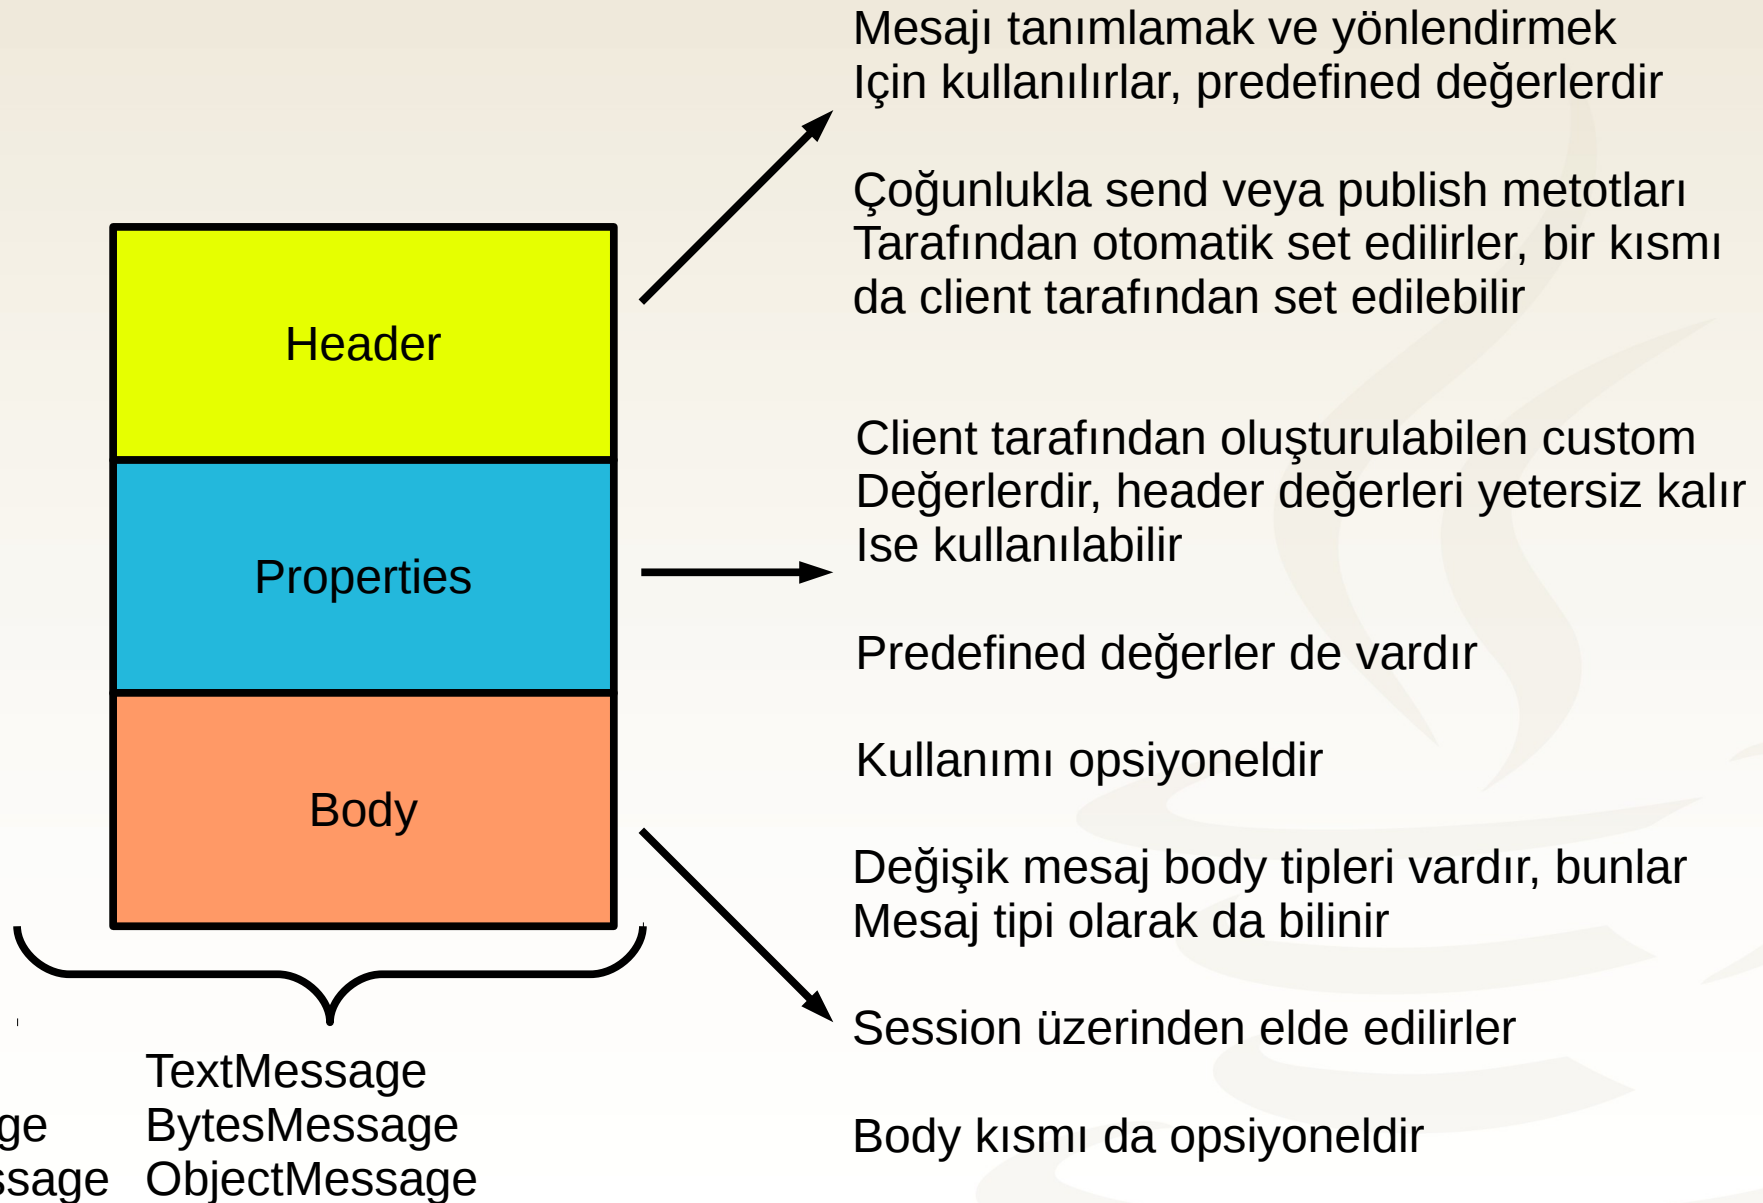 Mesajı tanımlamak ve yönlendirmek
Için kullanılırlar, predefined değerlerdir
Çoğunlukla send veya publish metotları
Tarafından otomatik set edilirler, bir kısmı
da client tarafından set edilebilir
Header
Client tarafından oluşturulabilen custom
Değerlerdir, header değerleri yetersiz kalır
Ise kullanılabilir
Properties
Predefined değerler de vardır
Kullanımı opsiyoneldir
Body
Değişik mesaj body tipleri vardır, bunlar
Mesaj tipi olarak da bilinir
Session üzerinden elde edilirler
Body kısmı da opsiyoneldir
TextMessage
BytesMessage
ObjectMessage